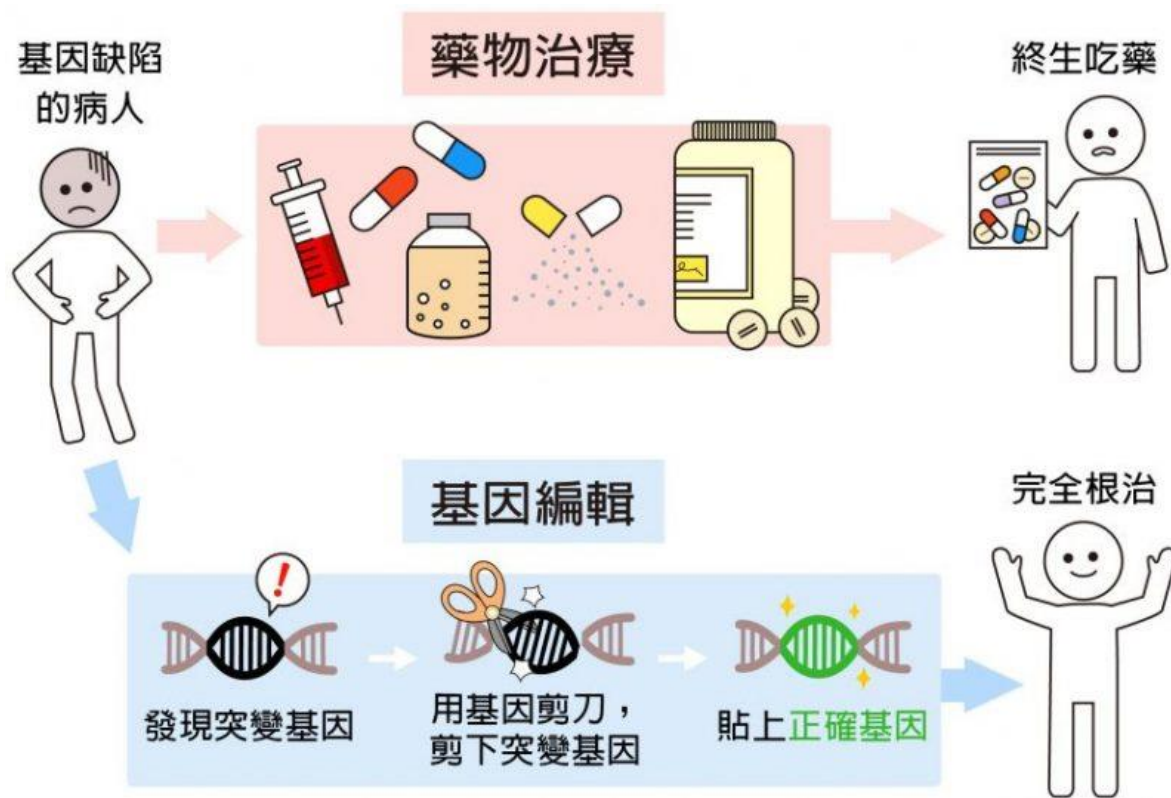 基因缺陷
的病人
藥物治療
終生吃藥
基因編輯
完全根治
發現突變基因
用基因剪刀，
剪下突變基因
貼上正確基因